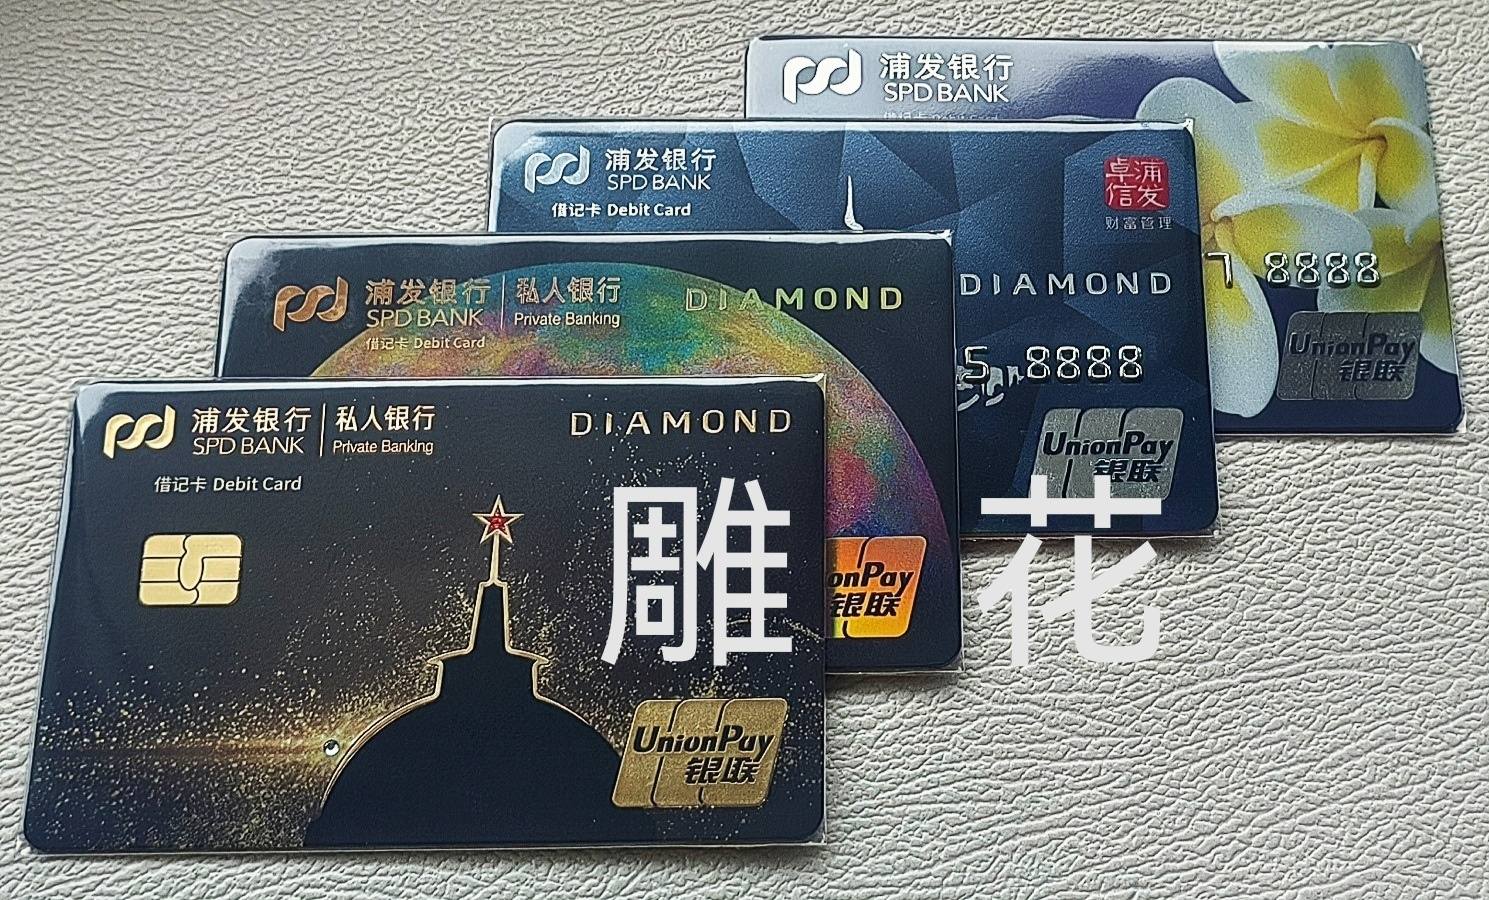 浦发银行
SPD BANK
浦发银行
SPD BANK
借记卡 Debit Card
卓浦
信发
财富管理
7 8888
UnionPay
银联
浦发银行 | 私人银行
SPD BANK | Private Banking
借记卡 Debit Card
DIAMOND
DIAMOND
5 8888
UnionPay
银联
浦发银行 | 私人银行
SPD BANK | Private Banking
借记卡 Debit Card
DIAMOND
onPay
银联
UnionPay
银联
雕 花